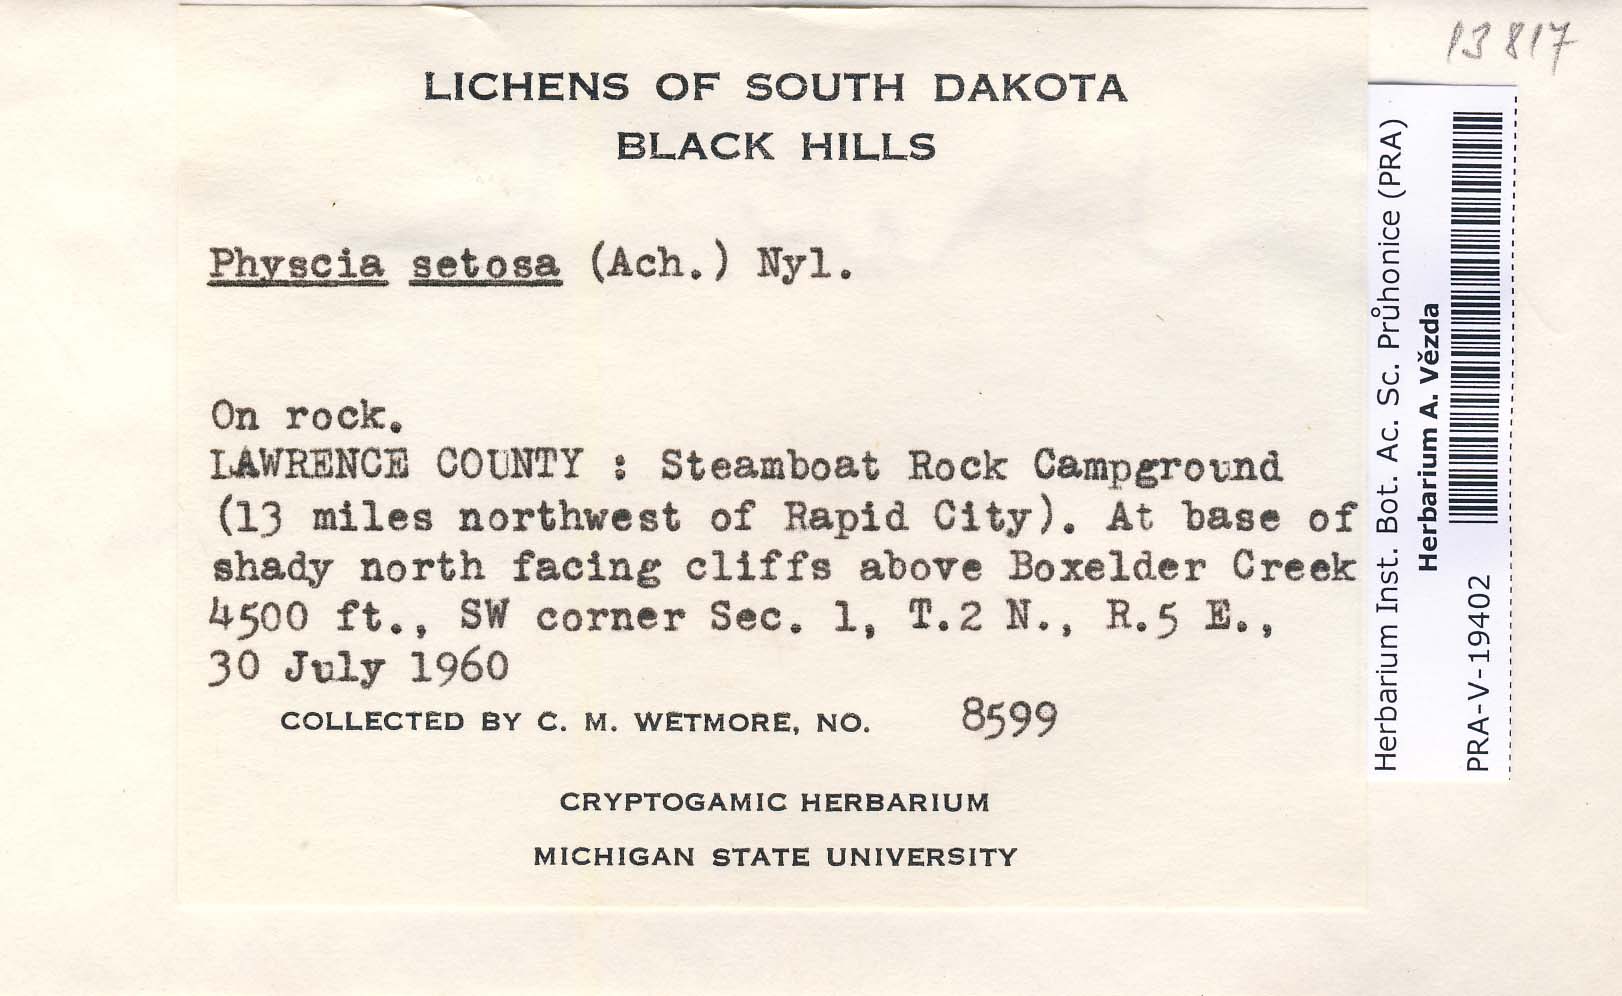 13817
LICHENS OF SOUTH DAKOTA
BLACK HILLS
Physcia setosa (Ach.) Nyl.
On rock.
LAWRENCE COUNTY : Steamboat Rock Campground
(13 miles northwest of Rapid City). At base of
shady north facing cliffs above Boxelder Creek
4500 ft., SW corner Sec. 1, T.2 N., R.5 E.,
30 July 1960
COLLECTED BY C. M. WETMORE, NO. 8599
CRYPTOGAMIC HERBARIUM
MICHIGAN STATE UNIVERSITY
Herbarium Inst. Bot. Ac. Sc. Průhonice (PRA)
Herbarium A. Vězda
PRA-V-19402